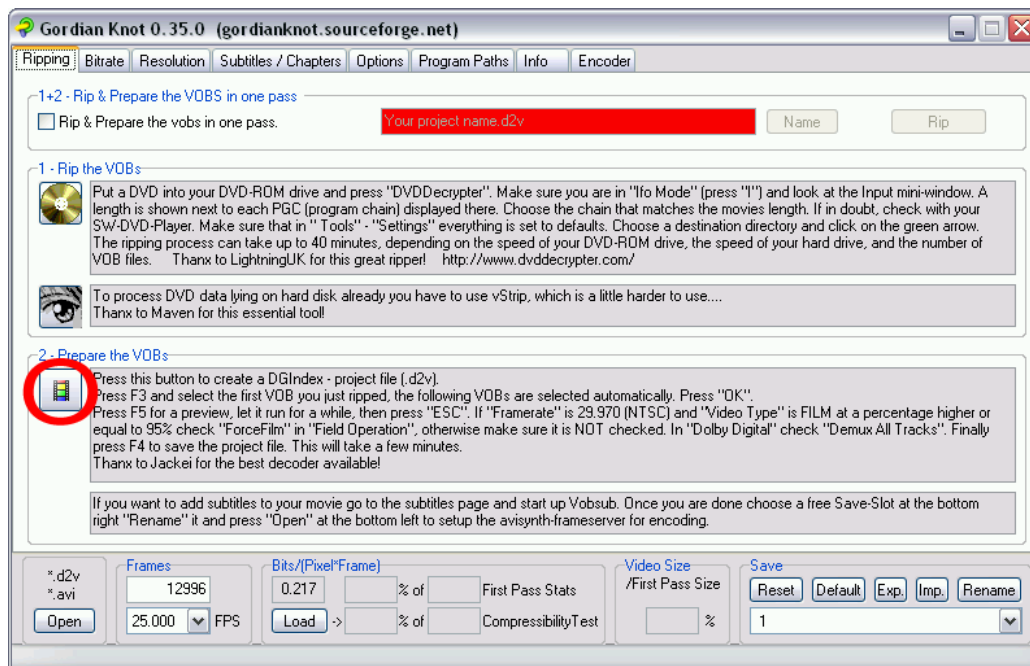 Gordian Knot 0.35.0 (gordianknot.sourceforge.net)
Ripping Bitrate Resolution Subtitles / Chapters Options Program Paths Info Encoder
1+2 - Rip & Prepare the VOBS in one pass
Rip & Prepare the vobs in one pass. Your project name.d2v Name Rip
1 - Rip the VOBs
Put a DVD into your DVD-ROM drive and press "DVDDecrypter". Make sure you are in "Ifo Mode" (press "I") and look at the Input mini-window. A
length is shown next to each PGC (program chain) displayed there. Choose the chain that matches the movies length. If in doubt, check with your
SW-DVD-Player. Make sure that in " Tools" - "Settings" everything is set to defaults. Choose a destination directory and click on the green arrow.
The ripping process can take up to 40 minutes, depending on the speed of your DVD-ROM drive, the speed of your hard drive, and the number of
VOB files. Thanx to LightningUK for this great ripper! http://www.dvddecrypter.com/
To process DVD data lying on hard disk already you have to use vStrip, which is a little harder to use....
Thanx to Maven for this essential tool!
2 - Prepare the VOBs
Press this button to create a DGIndex - project file (.d2v).
Press F3 and select the first VOB you just ripped, the following VOBs are selected automatically. Press "OK".
Press F5 for a preview, let it run for a while, then press "ESC". If "Framerate" is 29.970 (NTSC) and "Video Type" is FILM at a percentage higher or
equal to 95% check "ForceFilm" in "Field Operation", otherwise make sure it is NOT checked. In "Dolby Digital" check "Demux All Tracks". Finally
press F4 to save the project file. This will take a few minutes.
Thanx to Jackei for the best decoder available!
If you want to add subtitles to your movie go to the subtitles page and start up Vobsub. Once you are done choose a free Save-Slot at the bottom
right "Rename" it and press "Open" at the bottom left to setup the avisynth-frameserver for encoding.
*.d2v
*.avi
Open
Frames
12996
25.000 FPS
Bits/(Pixel*Frame)
0.217 % of First Pass Stats
Load -> % of CompressibilityTest
Video Size
/First Pass Size
%
Save
Reset Default Exp. Imp. Rename
1